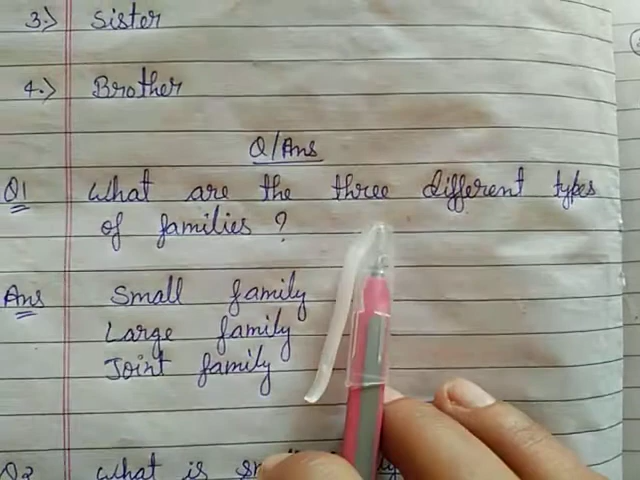 3.> Sister
4.> Brother
Q/Ans
Q1 What are the three different types
of families ?
Ans Small family
Large family
Joint family
Q2 What is